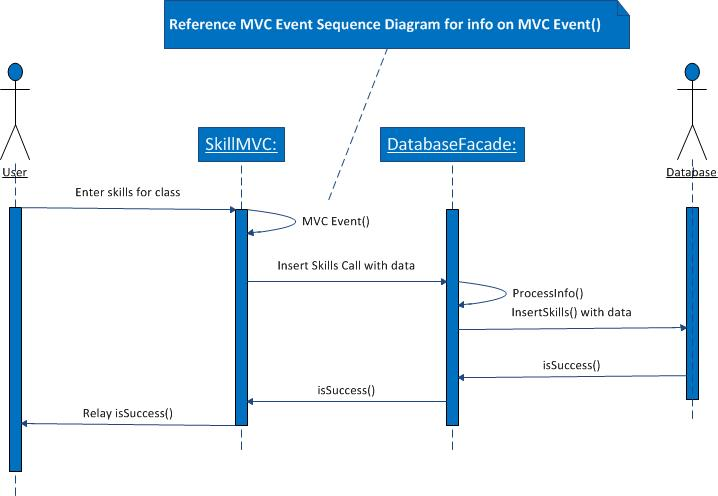 Reference MVC Event Sequence Diagram for info on MVC Event()
SkillMVC:
DatabaseFacade:
User
Database
Enter skills for class
MVC Event()
Insert Skills Call with data
ProcessInfo()
InsertSkills() with data
isSuccess()
isSuccess()
Relay isSuccess()